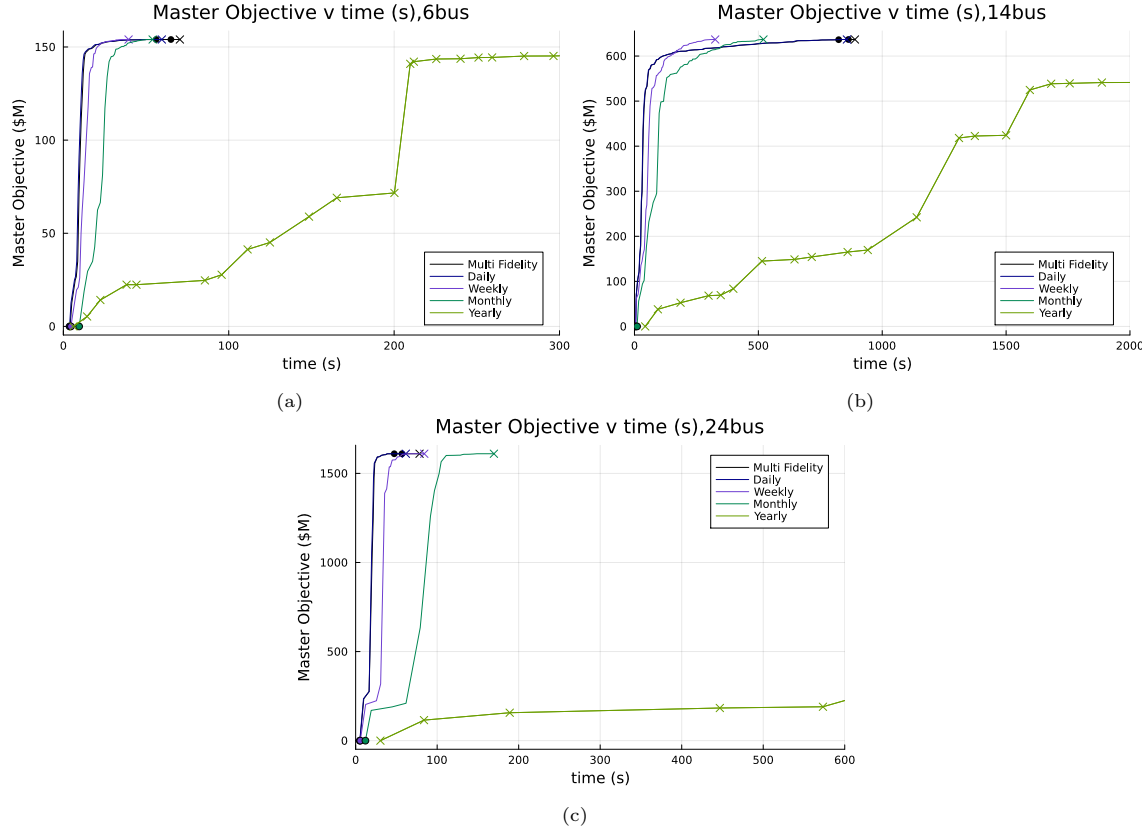 Master Objective v time (s),6bus
Master Objective ($M)
150
100
50
0
0 100 200 300
time (s)
Multi Fidelity
Daily
Weekly
Monthly
Yearly
(a)
Master Objective v time (s),14bus
Master Objective ($M)
600
500
400
300
200
100
0
0 500 1000 1500 2000
time (s)
Multi Fidelity
Daily
Weekly
Monthly
Yearly
(b)
Master Objective v time (s),24bus
Master Objective ($M)
1500
1000
500
0
0 100 200 300 400 500 600
time (s)
Multi Fidelity
Daily
Weekly
Monthly
Yearly
(c)